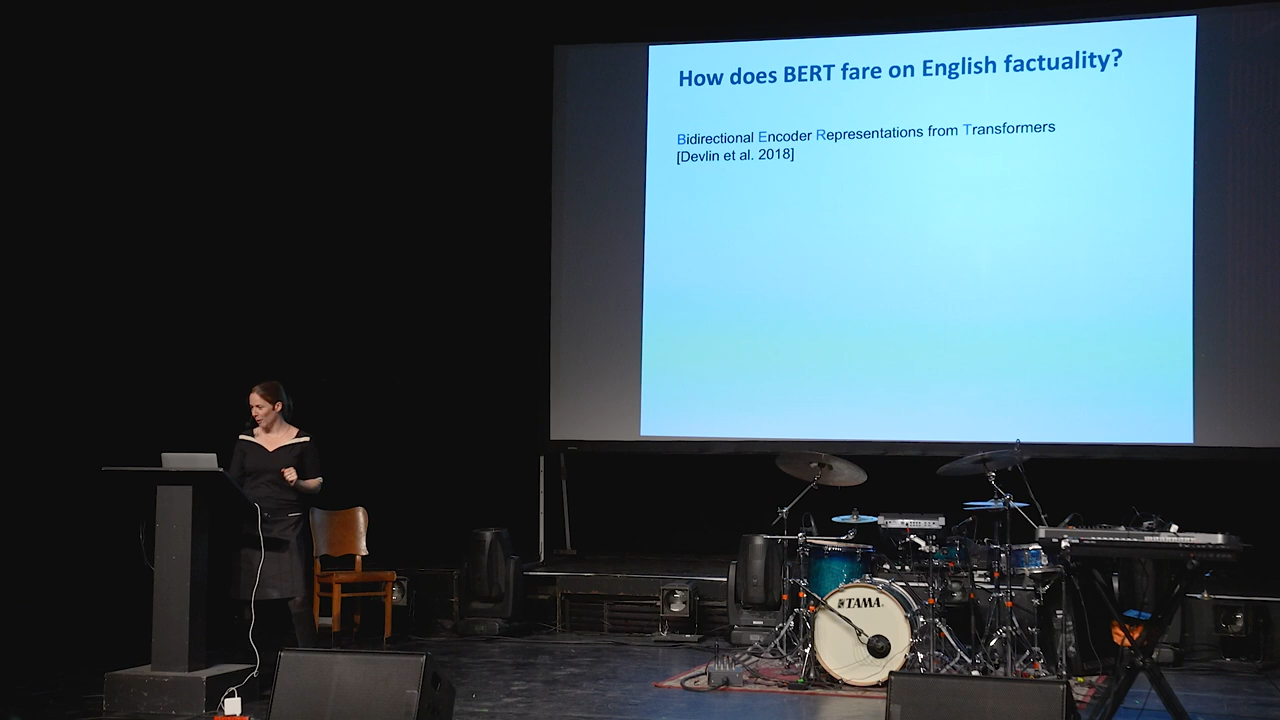 How does BERT fare on English factuality?
Bidirectional Encoder Representations from Transformers
[Devlin et al. 2018]
TAMA